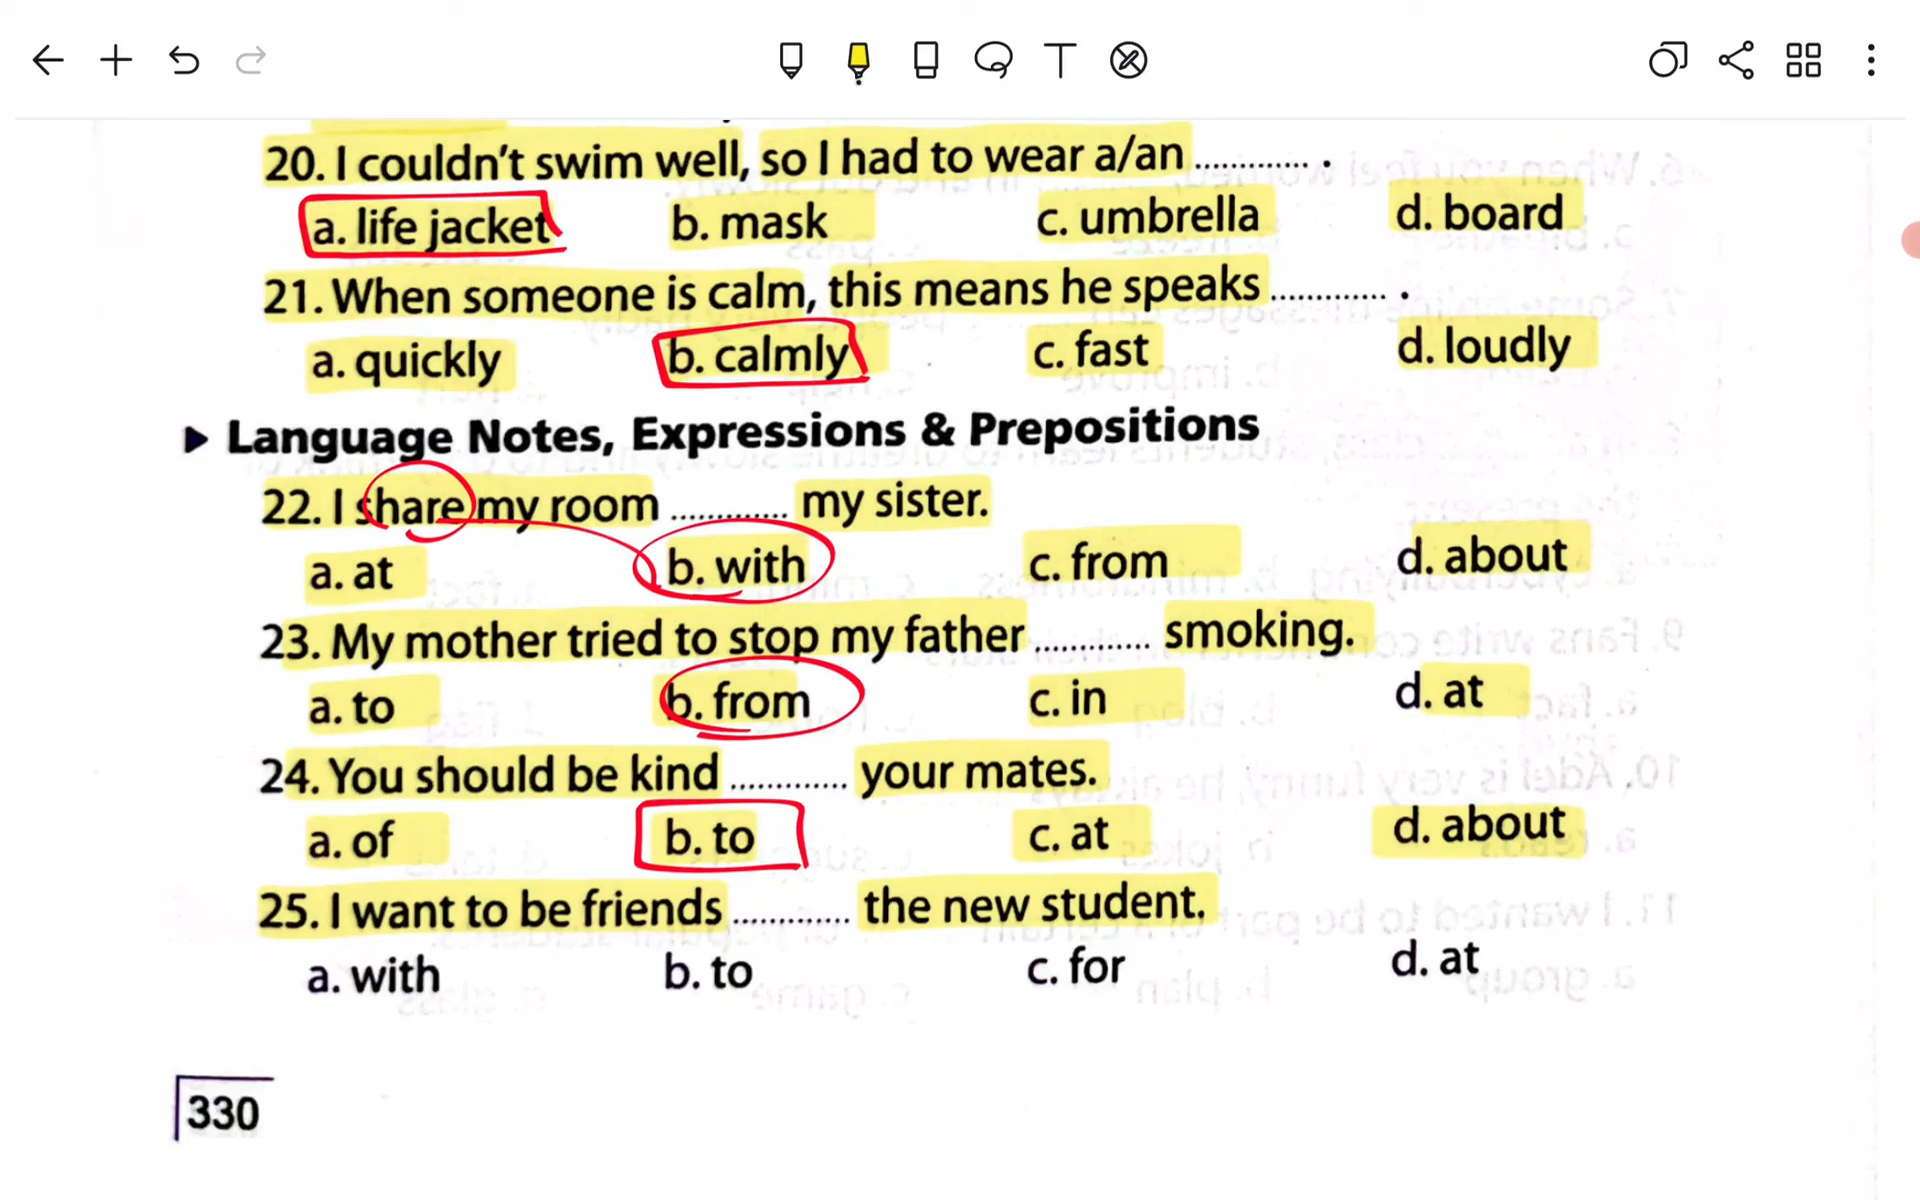 20. I couldn't swim well, so I had to wear a/an ............. .
a. life jacket b. mask c. umbrella d. board
21. When someone is calm, this means he speaks ............. .
a. quickly b. calmly c. fast d. loudly
Language Notes, Expressions & Prepositions
22. I share my room ............. my sister.
a. at b. with c. from d. about
23. My mother tried to stop my father ............. smoking.
a. to b. from c. in d. at
24. You should be kind ............. your mates.
a. of b. to c. at d. about
25. I want to be friends ............. the new student.
a. with b. to c. for d. at
330